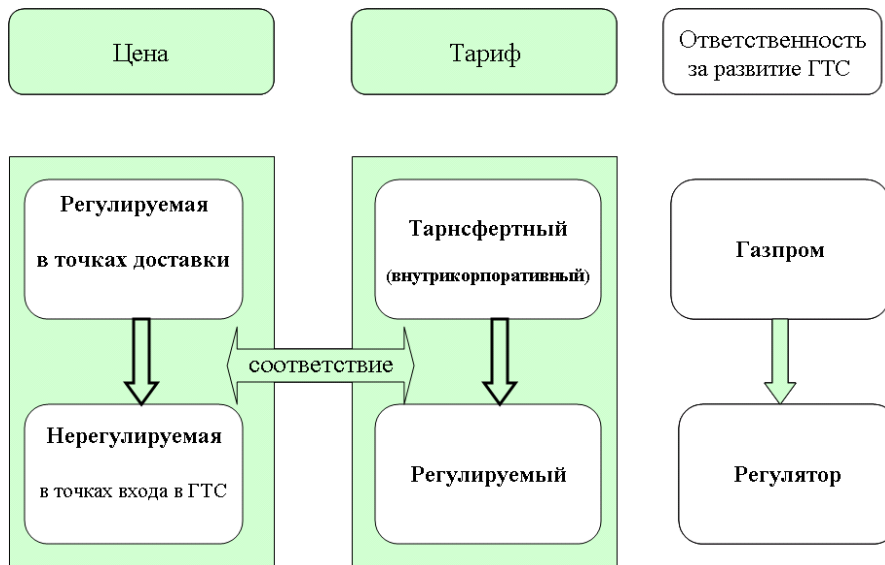 Цена
Тариф
Ответственность
за развитие ГТС
Регулируемая
в точках доставки
Тарнсфертный
(внутрикорпоративный)
Газпром
соответствие
Нерегулируемая
в точках входа в ГТС
Регулируемый
Регулятор